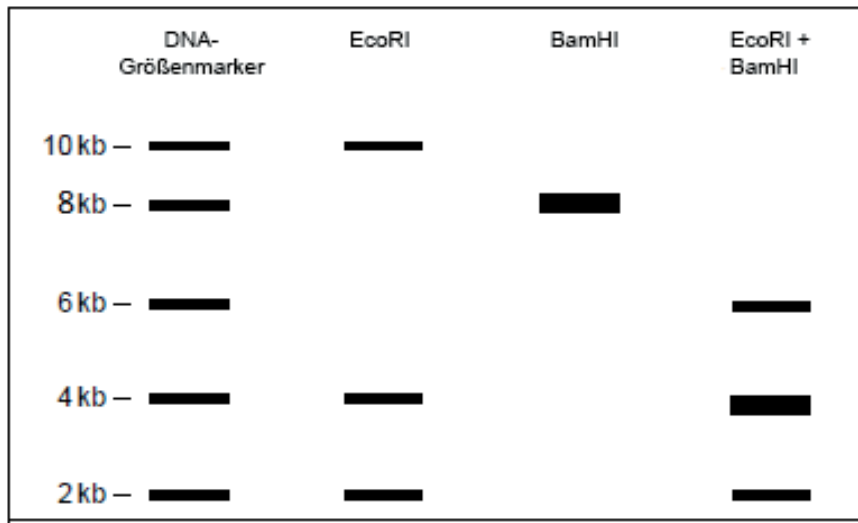 DNA-
Größenmarker
EcoRI
BamHI
EcoRI +
BamHI
10 kb –
8 kb –
6 kb –
4 kb –
2 kb –